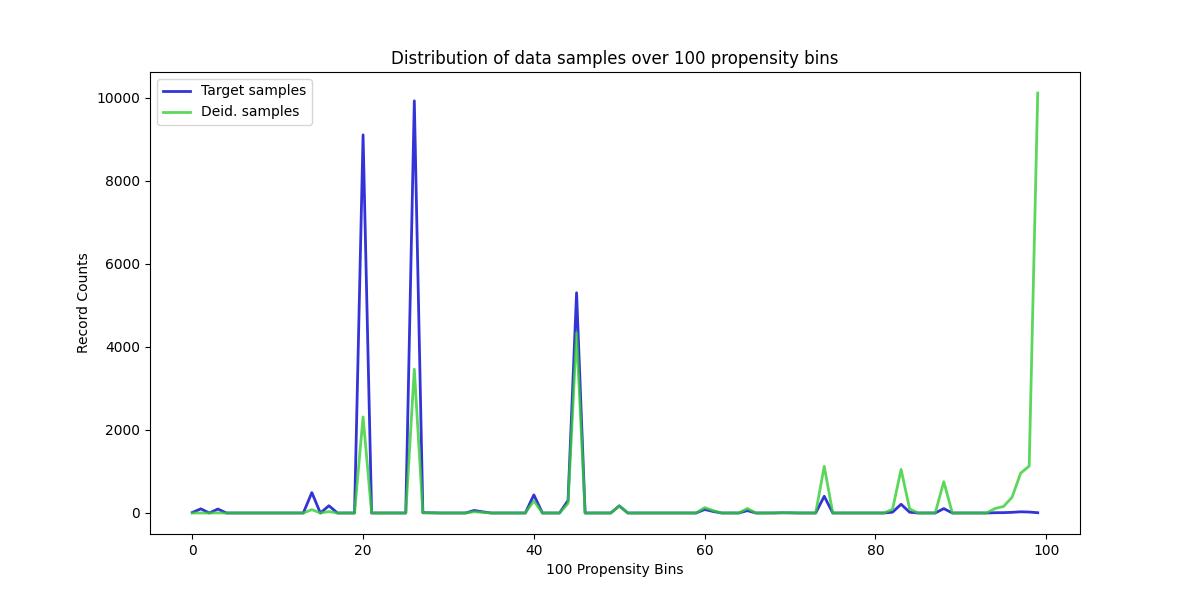 Distribution of data samples over 100 propensity bins
Target samples
Deid. samples
10000
8000
6000
4000
2000
0
Record Counts
0 20 40 60 80 100
100 Propensity Bins